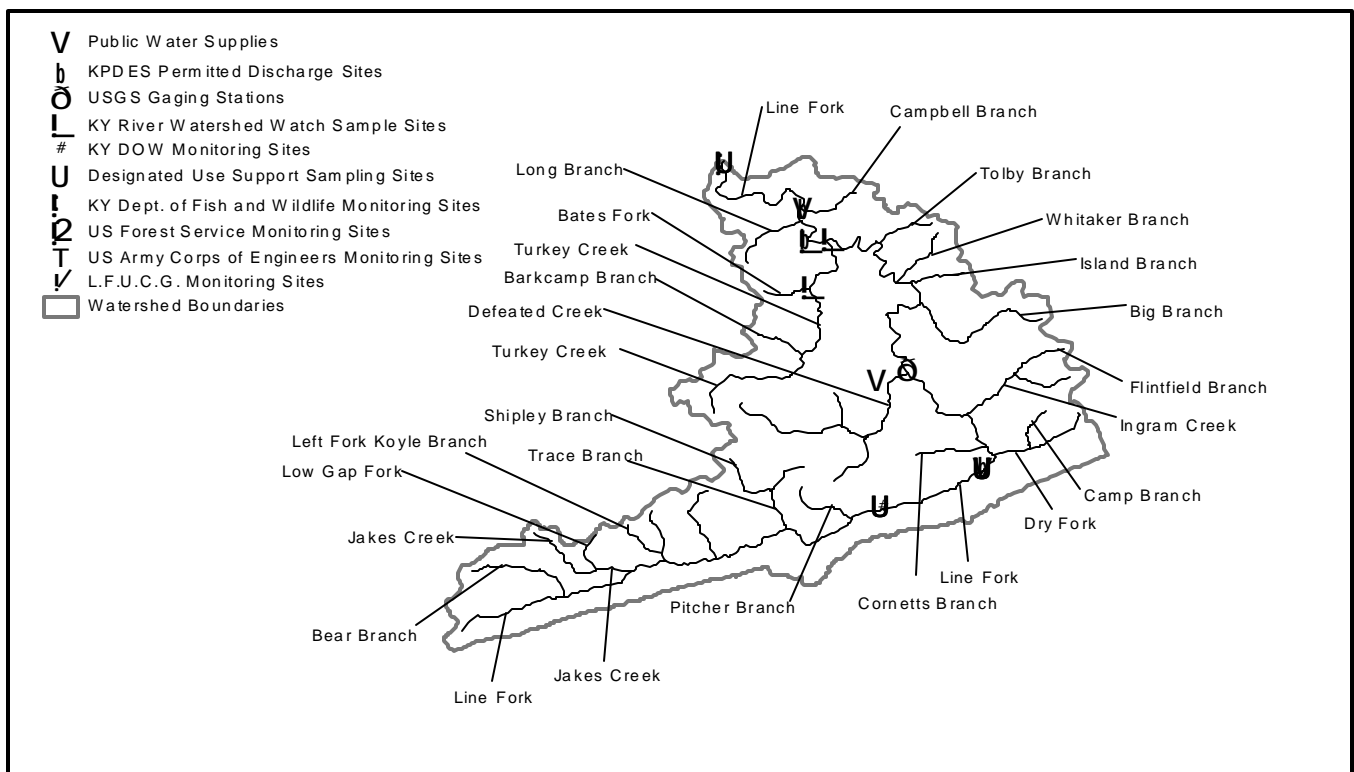 V Public Water Supplies
þ KPDES Permitted Discharge Sites
ð USGS Gaging Stations
KY River Watershed Watch Sample Sites
# KY DOW Monitoring Sites
U Designated Use Support Sampling Sites
KY Dept. of Fish and Wildlife Monitoring Sites
US Forest Service Monitoring Sites
T US Army Corps of Engineers Monitoring Sites
L.F.U.C.G. Monitoring Sites
Watershed Boundaries
Line Fork
Campbell Branch
Long Branch
Tolby Branch
Bates Fork
Whitaker Branch
Turkey Creek
Island Branch
Barkcamp Branch
Defeated Creek
Big Branch
Turkey Creek
V
ð
Flintfield Branch
Shipley Branch
Ingram Creek
Left Fork Koyle Branch
Trace Branch
Low Gap Fork
Camp Branch
Dry Fork
Jakes Creek
Line Fork
Pitcher Branch
Cornetts Branch
Bear Branch
Jakes Creek
Line Fork